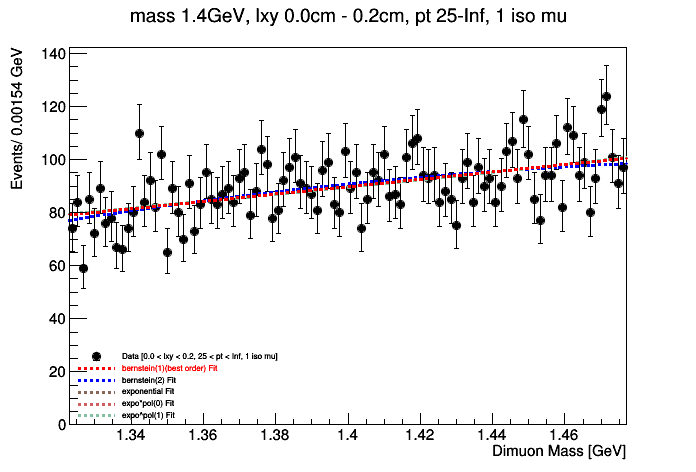 mass 1.4GeV, lxy 0.0cm - 0.2cm, pt 25-Inf, 1 iso mu
Events/ 0.00154 GeV
140
120
100
80
60
40
20
0
Data [0.0 < lxy < 0.2, 25 < pt < Inf, 1 iso mu]
bernstein(1)(best order) Fit
bernstein(2) Fit
exponential Fit
expo*pol(0) Fit
expo*pol(1) Fit
1.34 1.36 1.38 1.4 1.42 1.44 1.46
Dimuon Mass [GeV]